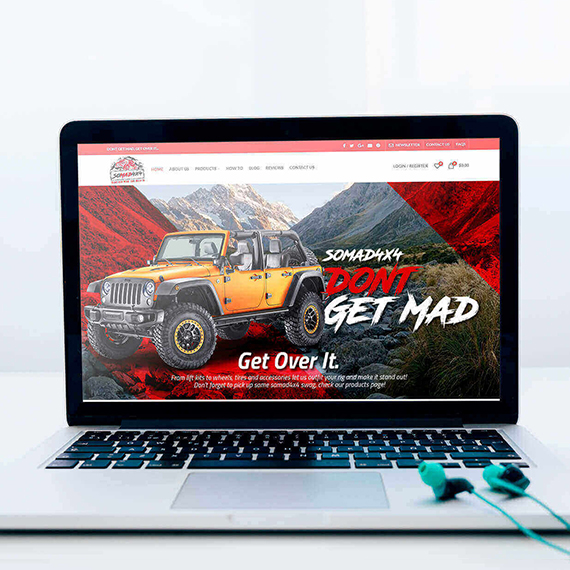 DON'T GET MAD, GET OVER IT...
NEWSLETTER CONTACT US FAQS
SOMAD4X4
HOME ABOUT US PRODUCTS HOW TO BLOG REVIEWS CONTACT US
LOGIN / REGISTER
$0.00
SOMAD4X4
DONT
GET MAD
Get Over It.
From lift kits to wheels, tires and accessories let us outfit your rig and make it stand out!
Don't forget to pick up some somad4x4 swag, check our products page!